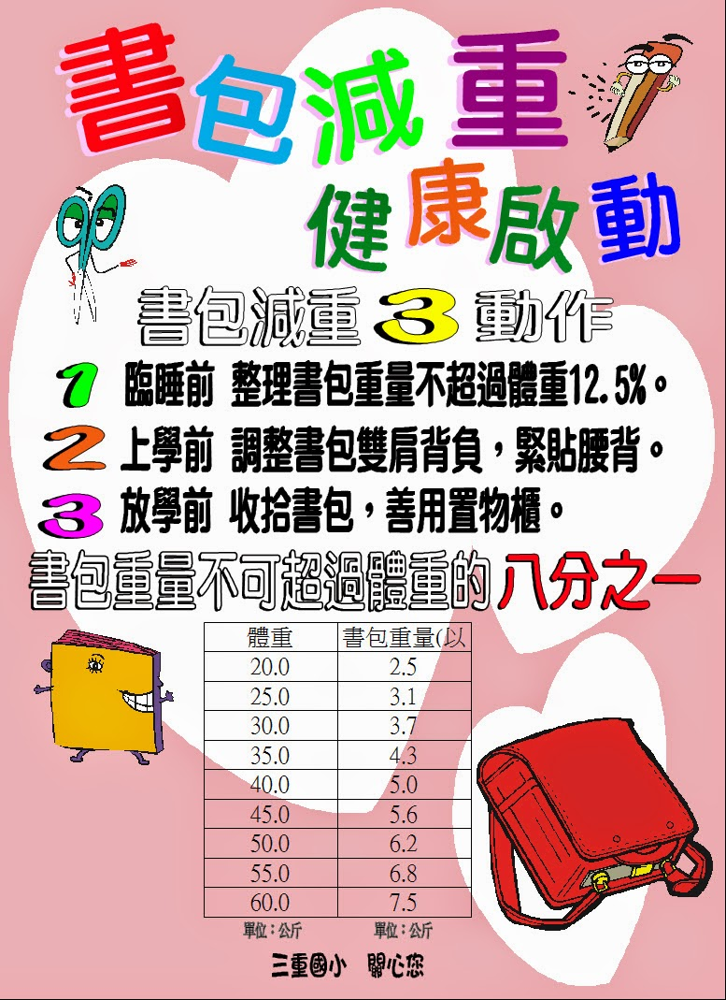 書包減重
健康啟動
書包減重3動作
1 臨睡前 整理書包重量不超過體重12.5%。
2 上學前 調整書包雙肩背負，緊貼腰背。
3 放學前 收拾書包，善用置物櫃。
書包重量不可超過體重的八分之一
體重 書包重量(以
20.0 2.5
25.0 3.1
30.0 3.7
35.0 4.3
40.0 5.0
45.0 5.6
50.0 6.2
55.0 6.8
60.0 7.5
單位：公斤 單位：公斤
三重國小 關心您